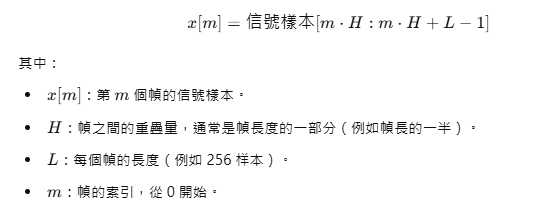 x[m] = 信號樣本[m · H : m · H + L − 1]
其中：
• x[m]：第 m 個幀的信號樣本。
• H：幀之間的重疊量，通常是幀長度的一部分（例如幀長的一半）。
• L：每個幀的長度（例如 256 样本）。
• m：幀的索引，從 0 開始。